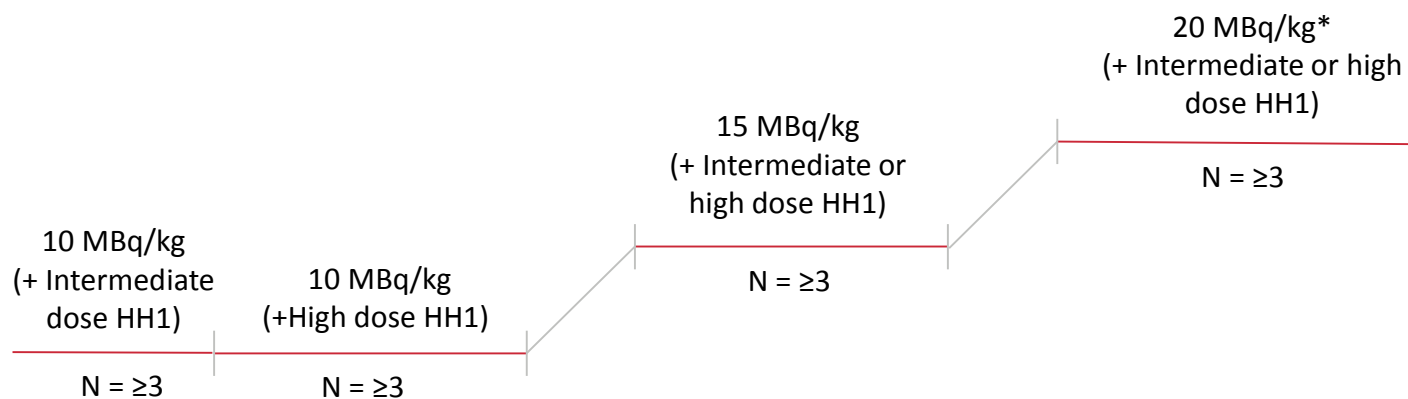 10 MBq/kg
(+ Intermediate
dose HH1)
N = ≥3
10 MBq/kg
(+High dose HH1)
N = ≥3
15 MBq/kg
(+ Intermediate or
high dose HH1)
N = ≥3
20 MBq/kg*
(+ Intermediate or high
dose HH1)
N = ≥3